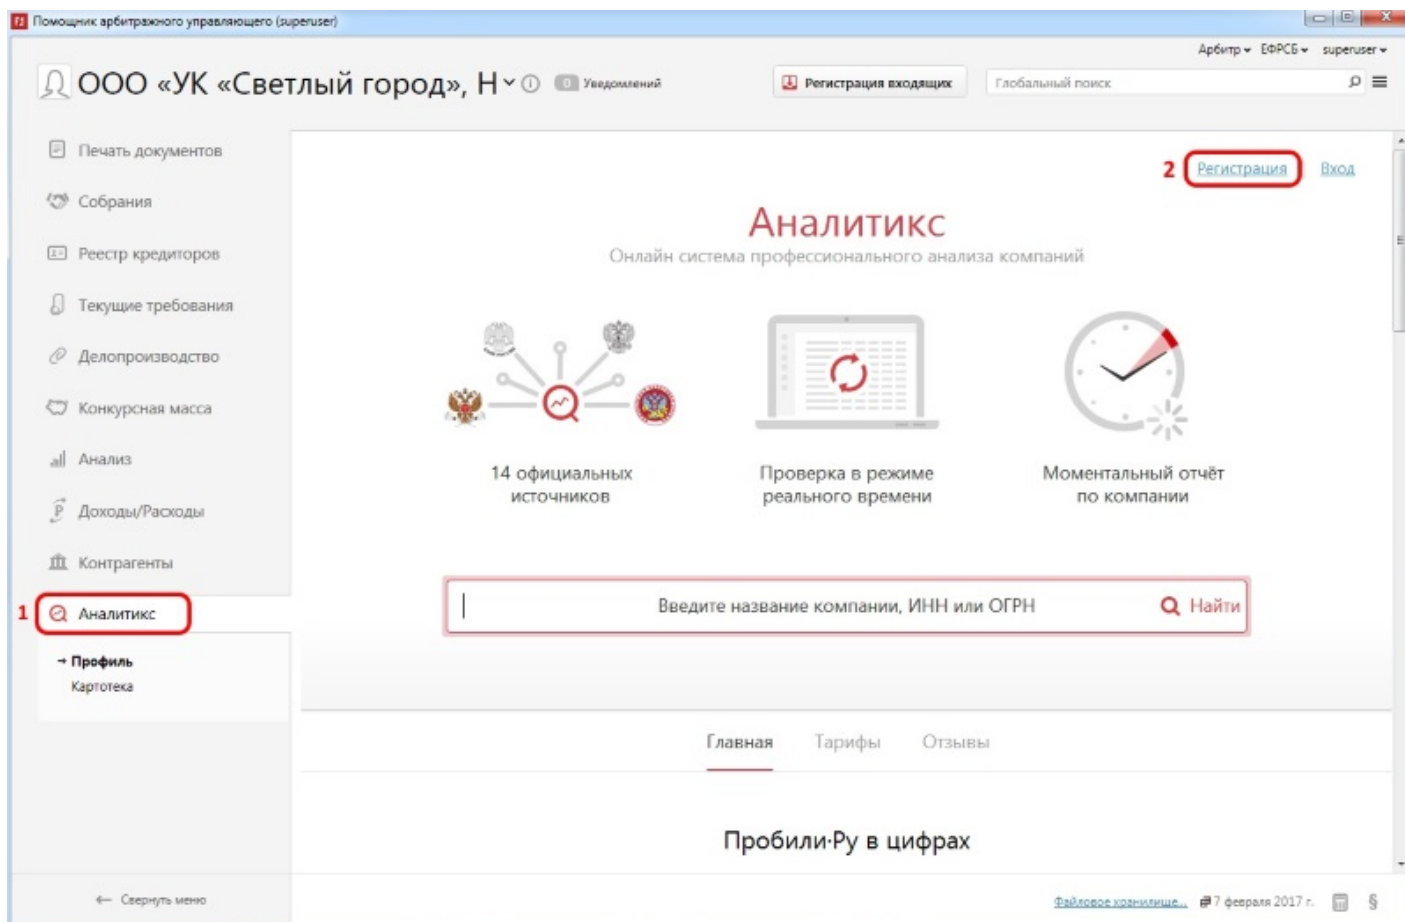 Помощник арбитражного управляющего (superuser)
Арбитр ЕФРСБ superuser
ООО «УК «Светлый город», Н
0 Уведомлений
Регистрация входящих
Глобальный поиск
Печать документов
Собрания
Реестр кредиторов
Текущие требования
Делопроизводство
Конкурсная масса
Анализ
Доходы/Расходы
Контрагенты
1 Аналитикс
→ Профиль
Картотека
← Свернуть меню
2 Регистрация Вход
Аналитикс
Онлайн система профессионального анализа компаний
14 официальных
источников
Проверка в режиме
реального времени
Моментальный отчёт
по компании
Введите название компании, ИНН или ОГРН
Найти
Главная Тарифы Отзывы
Пробили·Ру в цифрах
Файловое хранилище... 7 февраля 2017 г. §